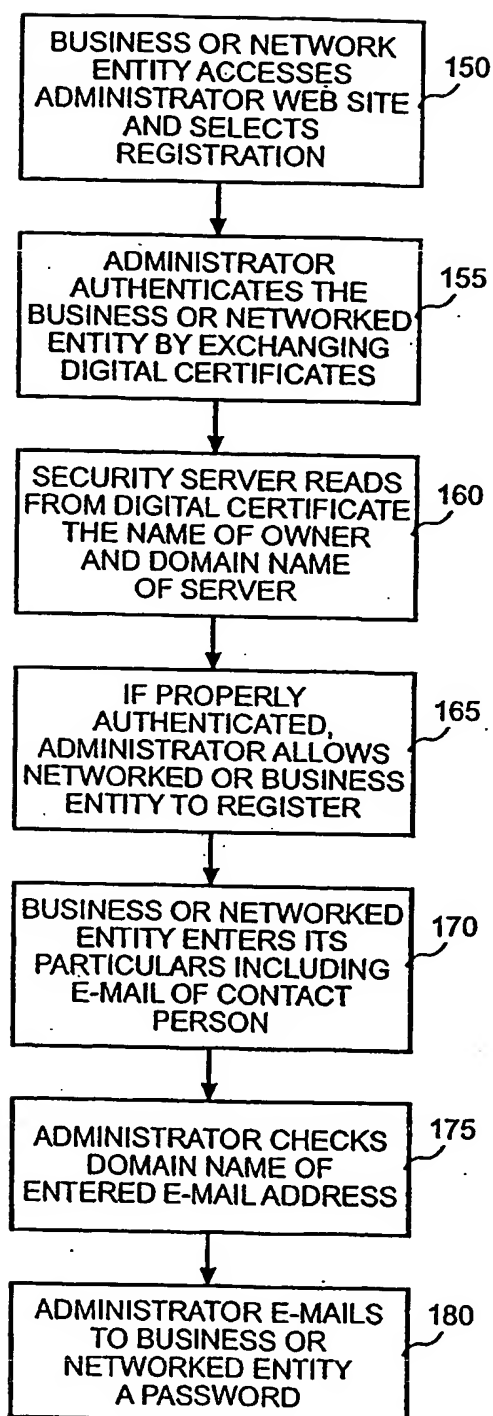 BUSINESS OR NETWORK
ENTITY ACCESSES
ADMINISTRATOR WEB SITE
AND SELECTS
REGISTRATION
150
ADMINISTRATOR
AUTHENTICATES THE
BUSINESS OR NETWORKED
ENTITY BY EXCHANGING
DIGITAL CERTIFICATES
155
SECURITY SERVER READS
FROM DIGITAL CERTIFICATE
THE NAME OF OWNER
AND DOMAIN NAME
OF SERVER
160
IF PROPERLY
AUTHENTICATED,
ADMINISTRATOR ALLOWS
NETWORKED OR BUSINESS
ENTITY TO REGISTER
165
BUSINESS OR NETWORKED
ENTITY ENTERS ITS
PARTICULARS INCLUDING
E-MAIL OF CONTACT
PERSON
170
ADMINISTRATOR CHECKS
DOMAIN NAME OF
ENTERED E-MAIL ADDRESS
175
ADMINISTRATOR E-MAILS
TO BUSINESS OR
NETWORKED ENTITY
A PASSWORD
180